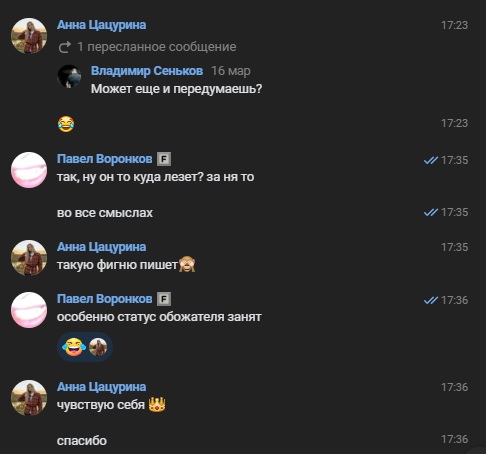 Анна Цацурина 17:23
1 пересланное сообщение
Владимир Сеньков 16 мар
Может еще и передумаешь?
😂 17:23
Павел Воронков F 17:35
так, ну он то куда лезет? за ня то
во все смыслах 17:35
Анна Цацурина 17:35
такую фигню пишет🙈
Павел Воронков F 17:36
особенно статус обожателя занят
😂
Анна Цацурина 17:36
чувствую себя 👑
спасибо 17:36